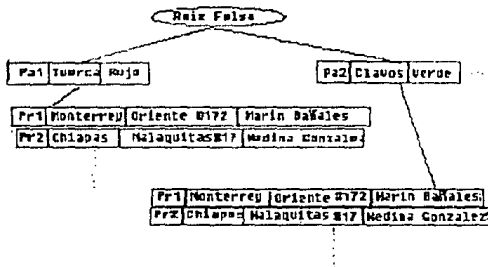 Raiz Falsa
Pa1 Tuerca Rojo
Pa2 Clavos Verde ...
Pr1 Monterrey Oriente #172 Marin Bañales
Pr2 Chiapas Malaquitas#17 Medina Gonzalez
Pr1 Monterrey Oriente #172 Marin Bañales
Pr2 Chiapas Malaquitas #17 Medina Gonzalez